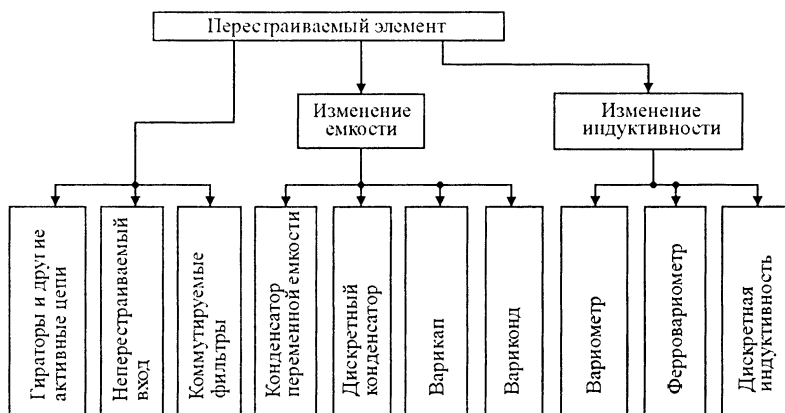 Перестраиваемый элемент
Изменение
емкости
Изменение
индуктивности
Гираторы и другие
активные цепи
Неперестраиваемый
вход
Коммутируемые
фильтры
Конденсатор
переменной емкости
Дискретный
конденсатор
Варикап
Вариконд
Вариометр
Ферровариометр
Дискретная
индуктивность